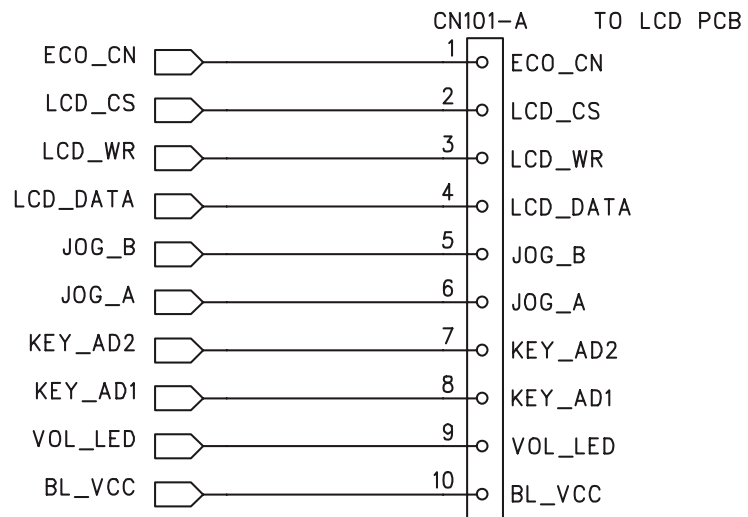 CN101-A TO LCD PCB
ECO_CN 1 ECO_CN
LCD_CS 2 LCD_CS
LCD_WR 3 LCD_WR
LCD_DATA 4 LCD_DATA
JOG_B 5 JOG_B
JOG_A 6 JOG_A
KEY_AD2 7 KEY_AD2
KEY_AD1 8 KEY_AD1
VOL_LED 9 VOL_LED
BL_VCC 10 BL_VCC